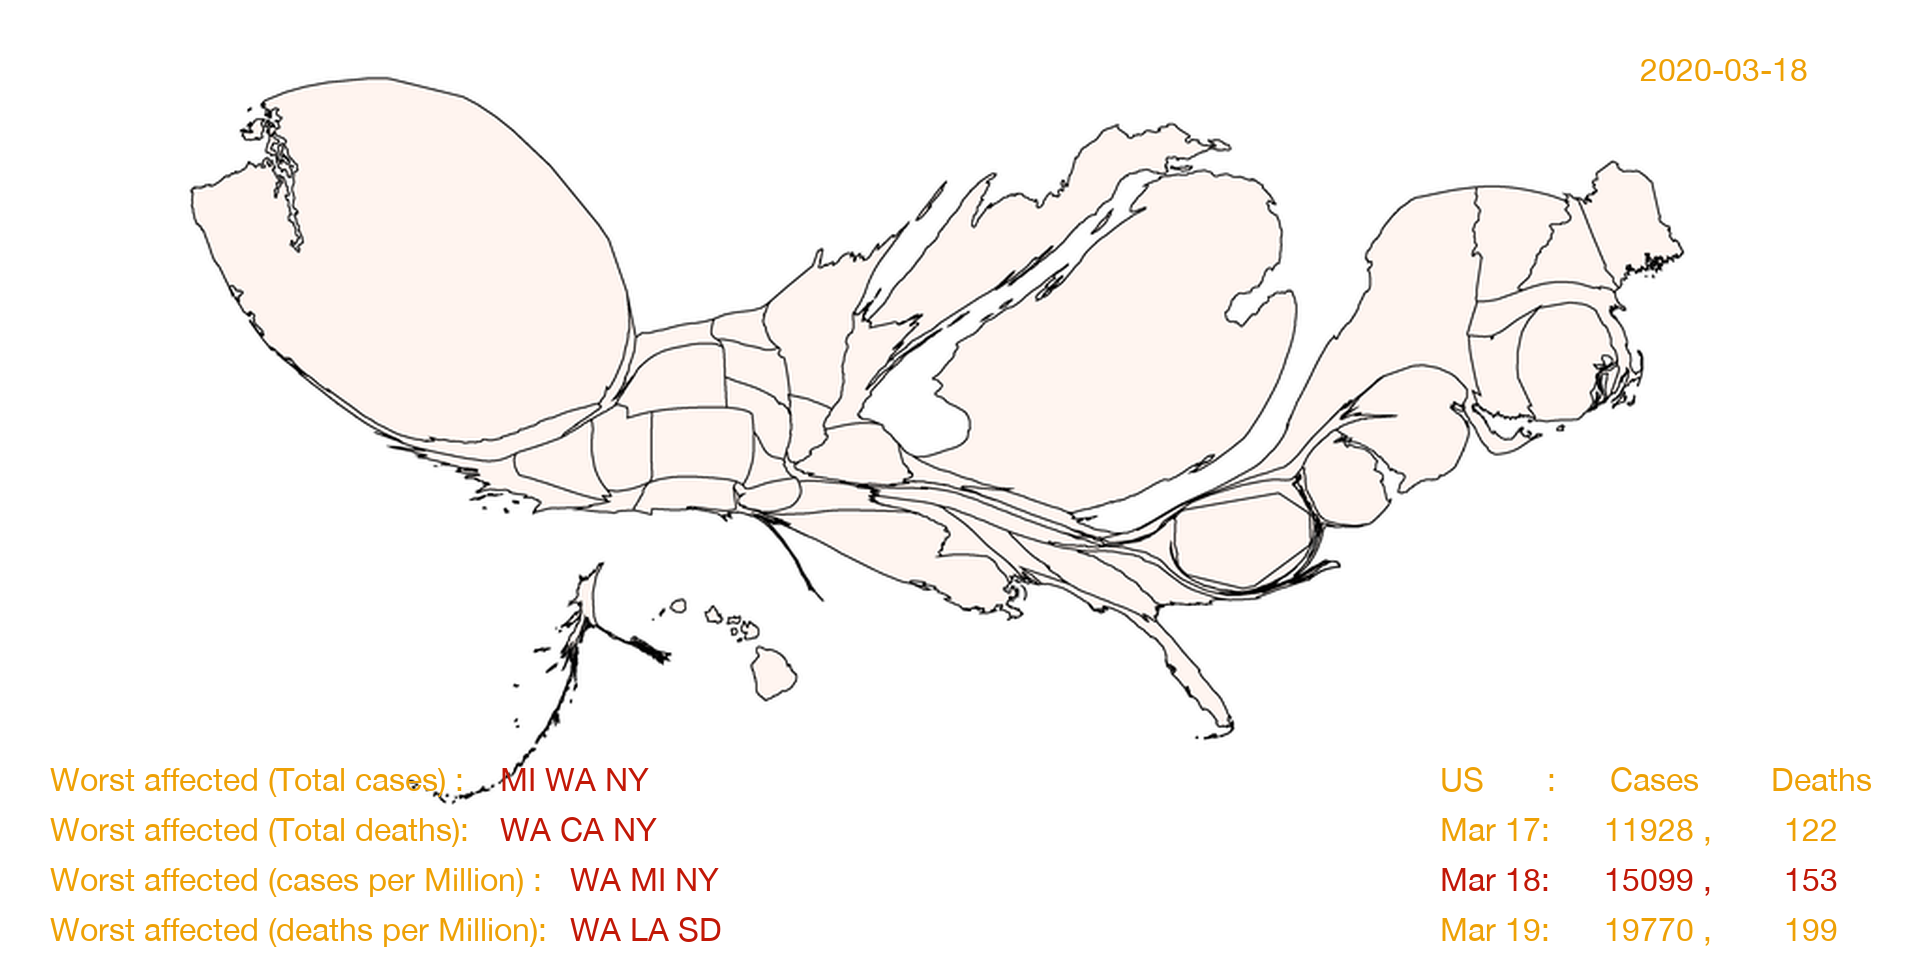 2020-03-18
Worst affected (Total cases) : MI WA NY
Worst affected (Total deaths): WA CA NY
Worst affected (cases per Million) : WA MI NY
Worst affected (deaths per Million): WA LA SD
US : Cases Deaths
Mar 17: 11928 , 122
Mar 18: 15099 , 153
Mar 19: 19770 , 199